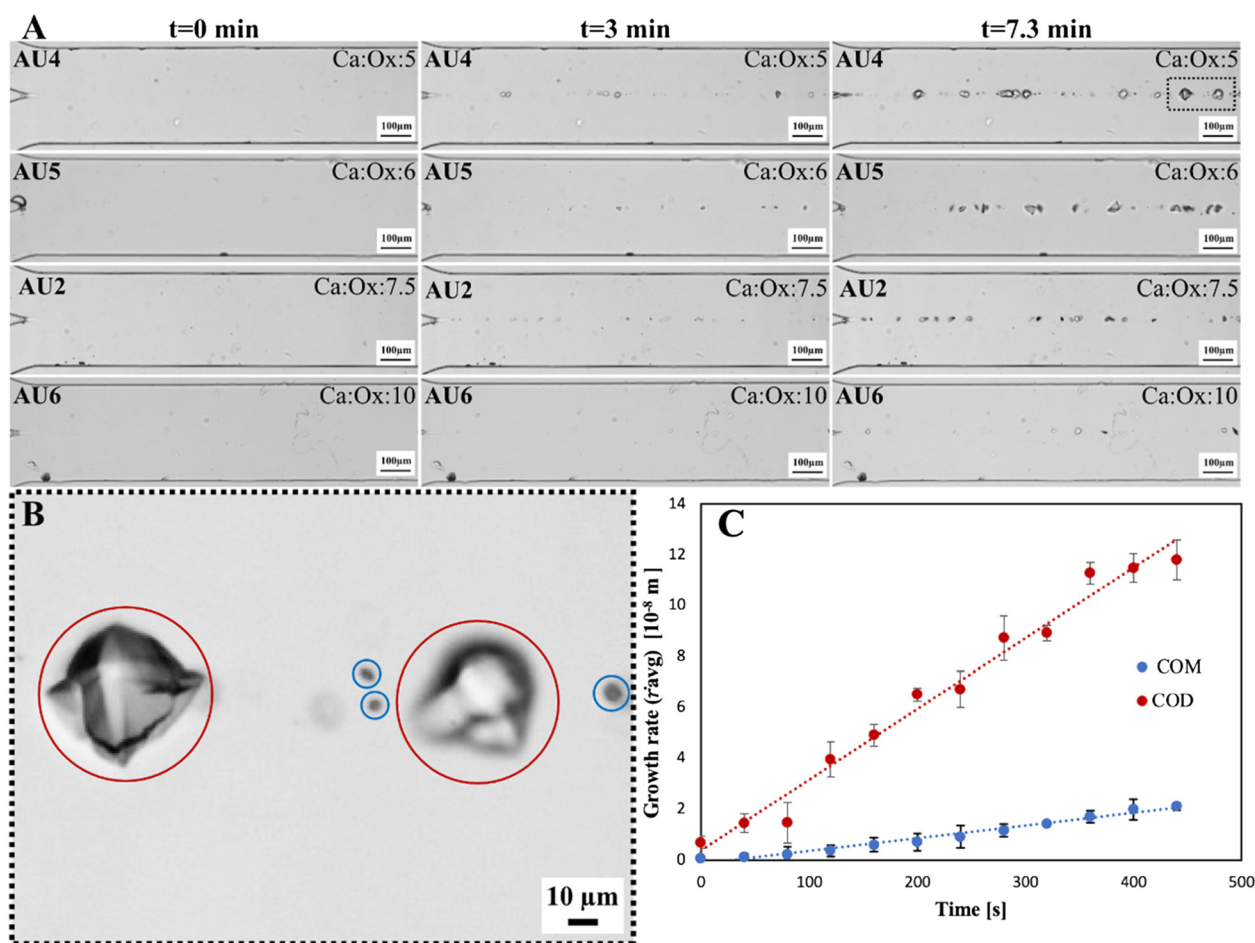 A
t=0 min t=3 min t=7.3 min
AU4 Ca:Ox:5 AU4 Ca:Ox:5 AU4 Ca:Ox:5
100µm 100µm 100µm
AU5 Ca:Ox:6 AU5 Ca:Ox:6 AU5 Ca:Ox:6
100µm 100µm 100µm
AU2 Ca:Ox:7.5 AU2 Ca:Ox:7.5 AU2 Ca:Ox:7.5
100µm 100µm 100µm
AU6 Ca:Ox:10 AU6 Ca:Ox:10 AU6 Ca:Ox:10
100µm 100µm 100µm
B
10 µm
C
Growth rate (ṙavg) [10⁻⁸ m ]
14
12
10
8
6
4
2
0
COM
COD
0 100 200 300 400 500
Time [s]